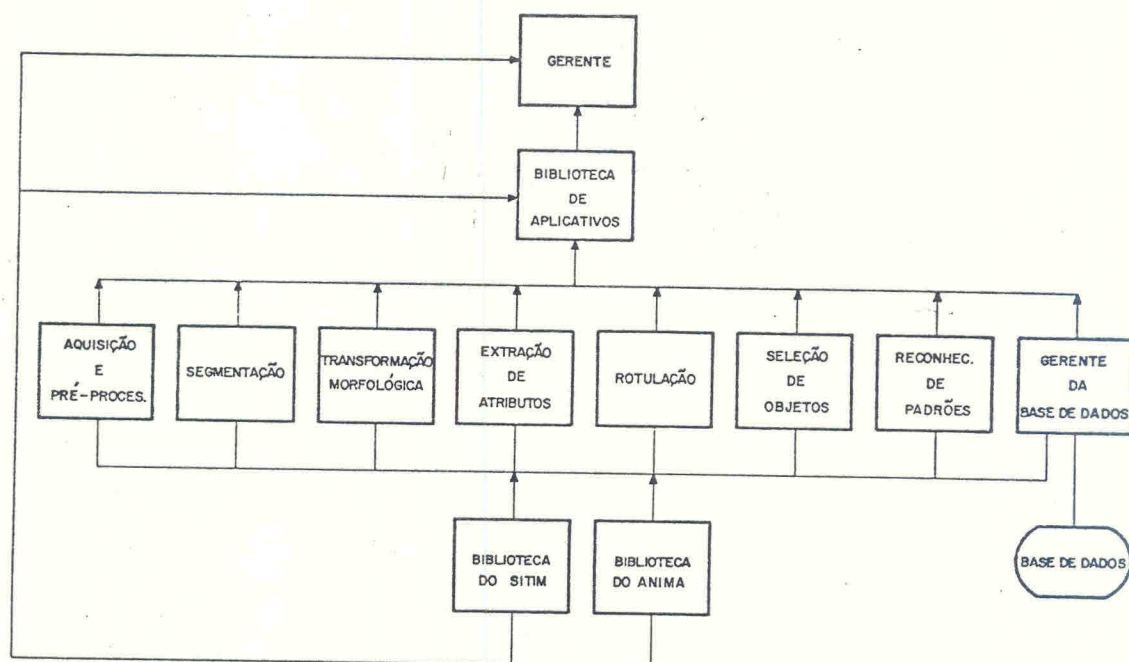 GERENTE
BIBLIOTECA
DE
APLICATIVOS
AQUISIÇÃO
E
PRÉ-PROCES.
SEGMENTAÇÃO
TRANSFORMAÇÃO
MORFOLÓGICA
EXTRAÇÃO
DE
ATRIBUTOS
ROTULAÇÃO
SELEÇÃO
DE
OBJETOS
RECONHEC.
DE
PADRÕES
GERENTE
DA
BASE DE DADOS
BIBLIOTECA
DO SITIM
BIBLIOTECA
DO ANIMA
BASE DE DADOS